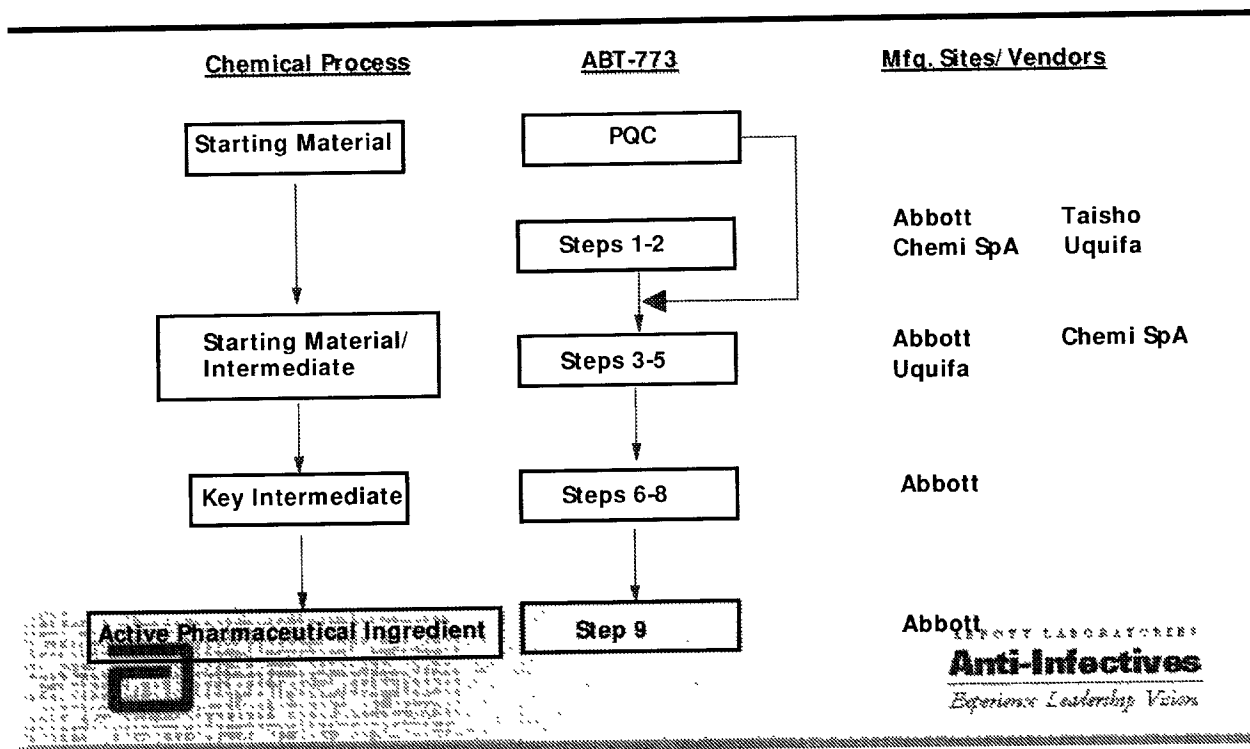 Chemical Process ABT-773 Mfg. Sites/ Vendors
Starting Material PQC
Steps 1-2 Abbott Taisho
Chemi SpA Uquifa
Starting Material/
Intermediate Steps 3-5 Abbott Chemi SpA
Uquifa
Key Intermediate Steps 6-8 Abbott
Active Pharmaceutical Ingredient Step 9 Abbott
ABBOTT LABORATORIES
Anti-Infectives
Experience Leadership Vision